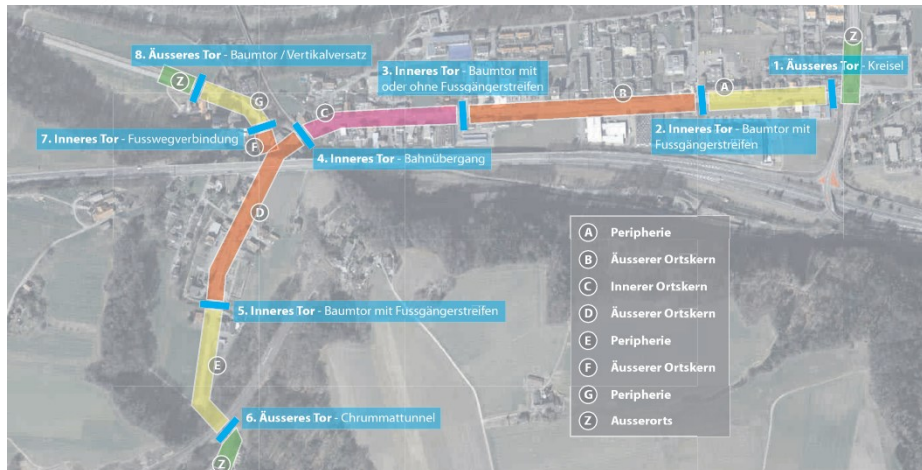 8. Äusseres Tor - Baumtor / Vertikalversatz
Z
1. Äusseres Tor - Kreisel
3. Inneres Tor - Baumtor mit
oder ohne Fussgängerstreifen
Z
G
C
B
A
7. Inneres Tor - Fusswegverbindung
F
4. Inneres Tor - Bahnübergang
2. Inneres Tor - Baumtor mit
Fussgängerstreifen
D
5. Inneres Tor - Baumtor mit Fussgängerstreifen
E
6. Äusseres Tor - Chrummattunnel
Z
A Peripherie
B Äusserer Ortskern
C Innerer Ortskern
D Äusserer Ortskern
E Peripherie
F Äusserer Ortskern
G Peripherie
Z Ausserorts